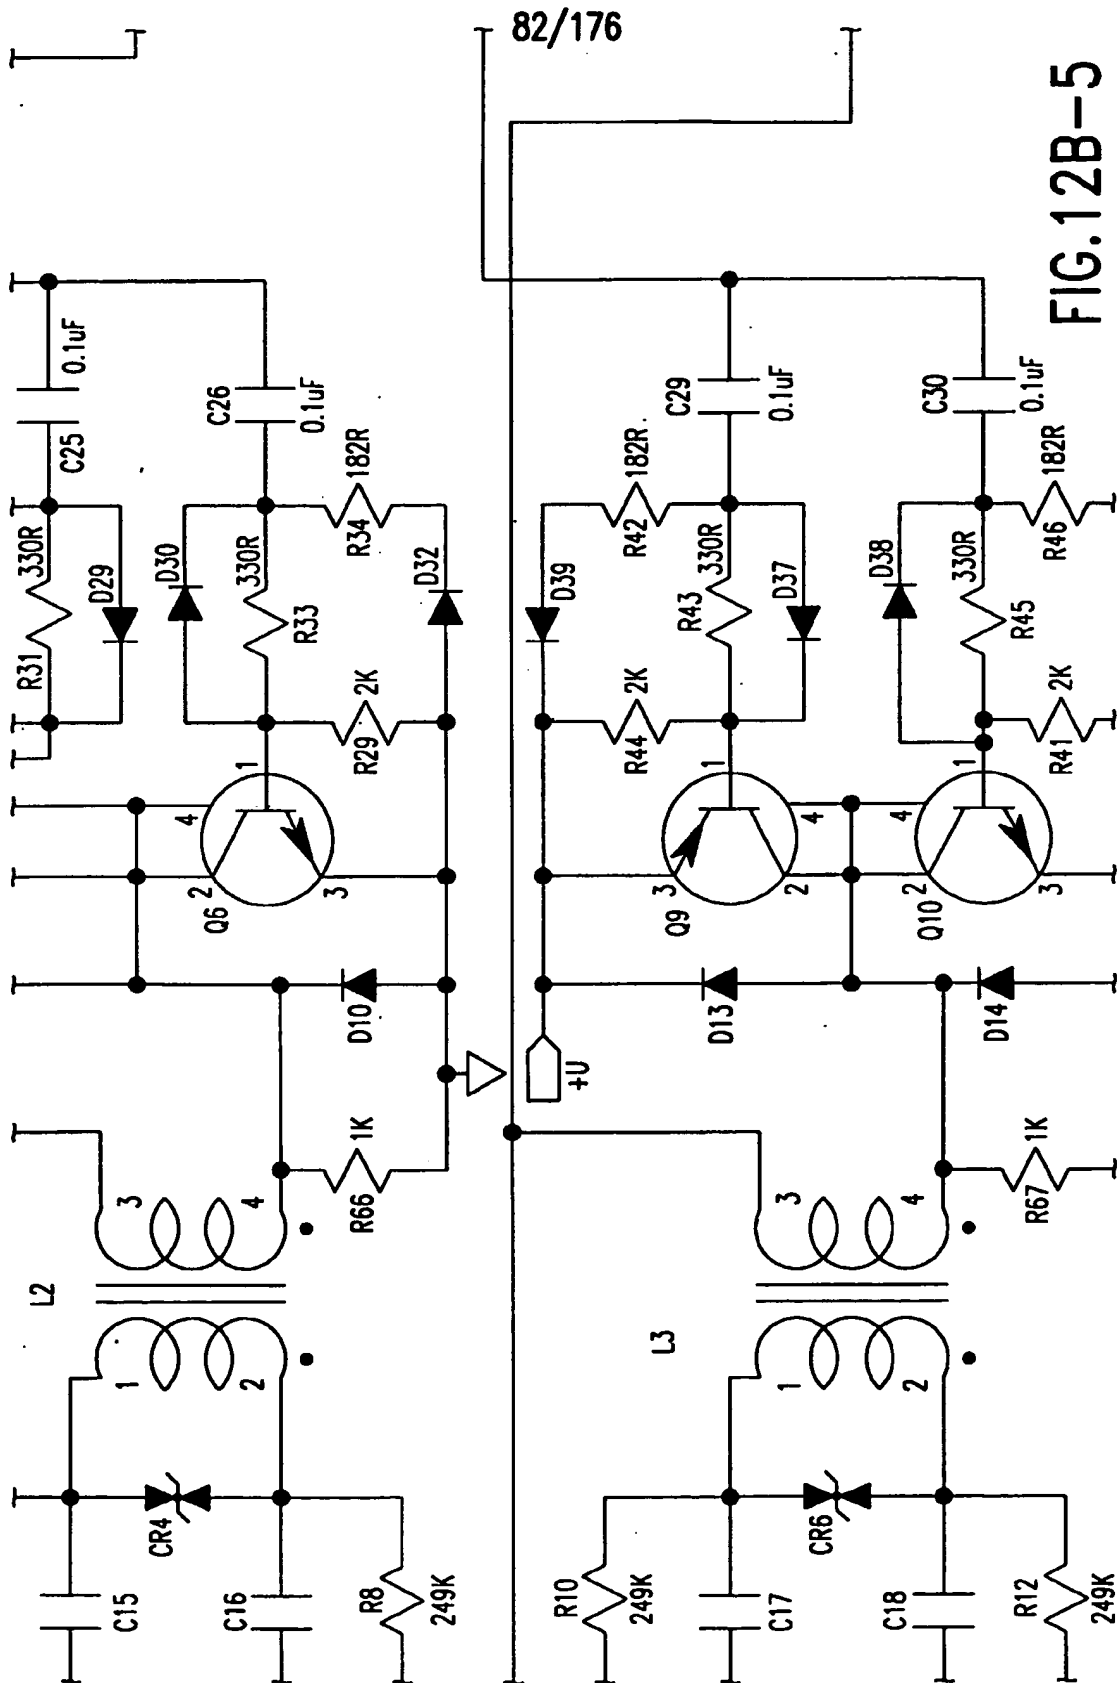 82/176
FIG.12B-5
0.1uF
C25
330R
R31
D29
C26
0.1uF
D30
330R
R33
182R
R34
D32
2K
R29
1
4
2
3
Q6
D10
1K
R66
3
4
L2
1
2
CR4
C15
C16
R8
249K
C29
0.1uF
182R
R42
D39
330R
R43
D37
2K
R44
1
4
3
2
Q9
D13
+U
C30
0.1uF
182R
R46
D38
330R
R45
2K
R41
1
4
2
3
Q10
D14
1K
R67
3
4
L3
1
2
CR6
R10
249K
C17
C18
R12
249K